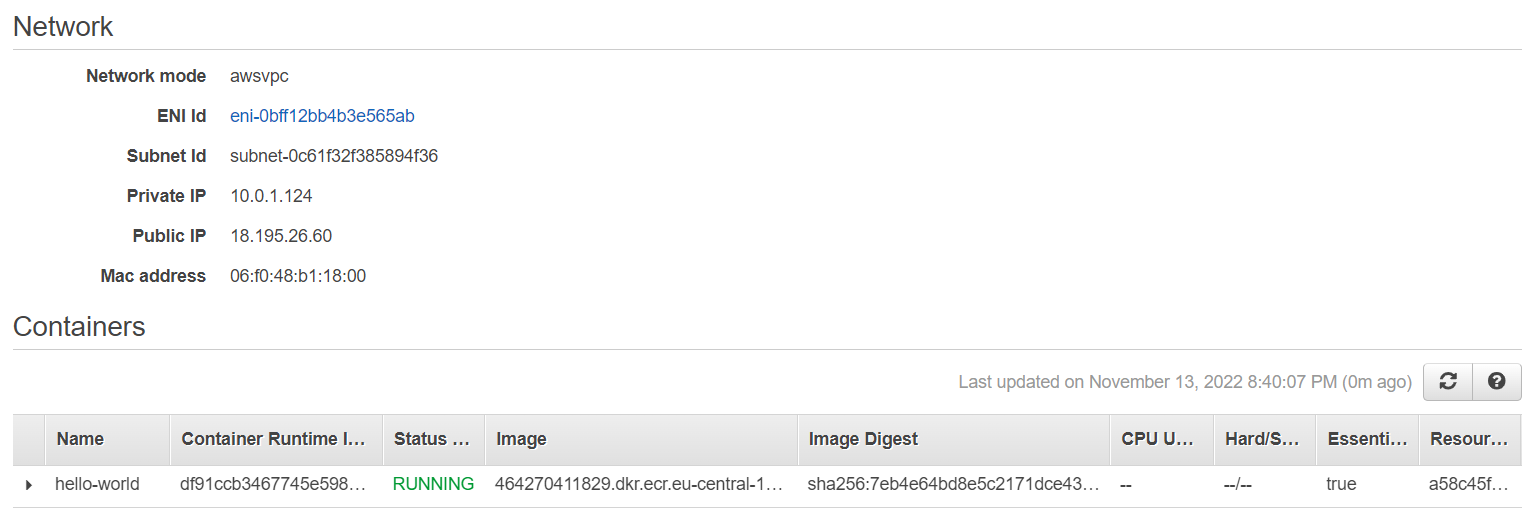 Network
Network mode awsvpc
ENI Id eni-0bff12bb4b3e565ab
Subnet Id subnet-0c61f32f385894f36
Private IP 10.0.1.124
Public IP 18.195.26.60
Mac address 06:f0:48:b1:18:00
Containers
Last updated on November 13, 2022 8:40:07 PM (0m ago)
Name Container Runtime I... Status ... Image Image Digest CPU U... Hard/S... Essenti... Resour...
hello-world df91ccb3467745e598... RUNNING 464270411829.dkr.ecr.eu-central-1... sha256:7eb4e64bd8e5c2171dce43... -- --/-- true a58c45f...